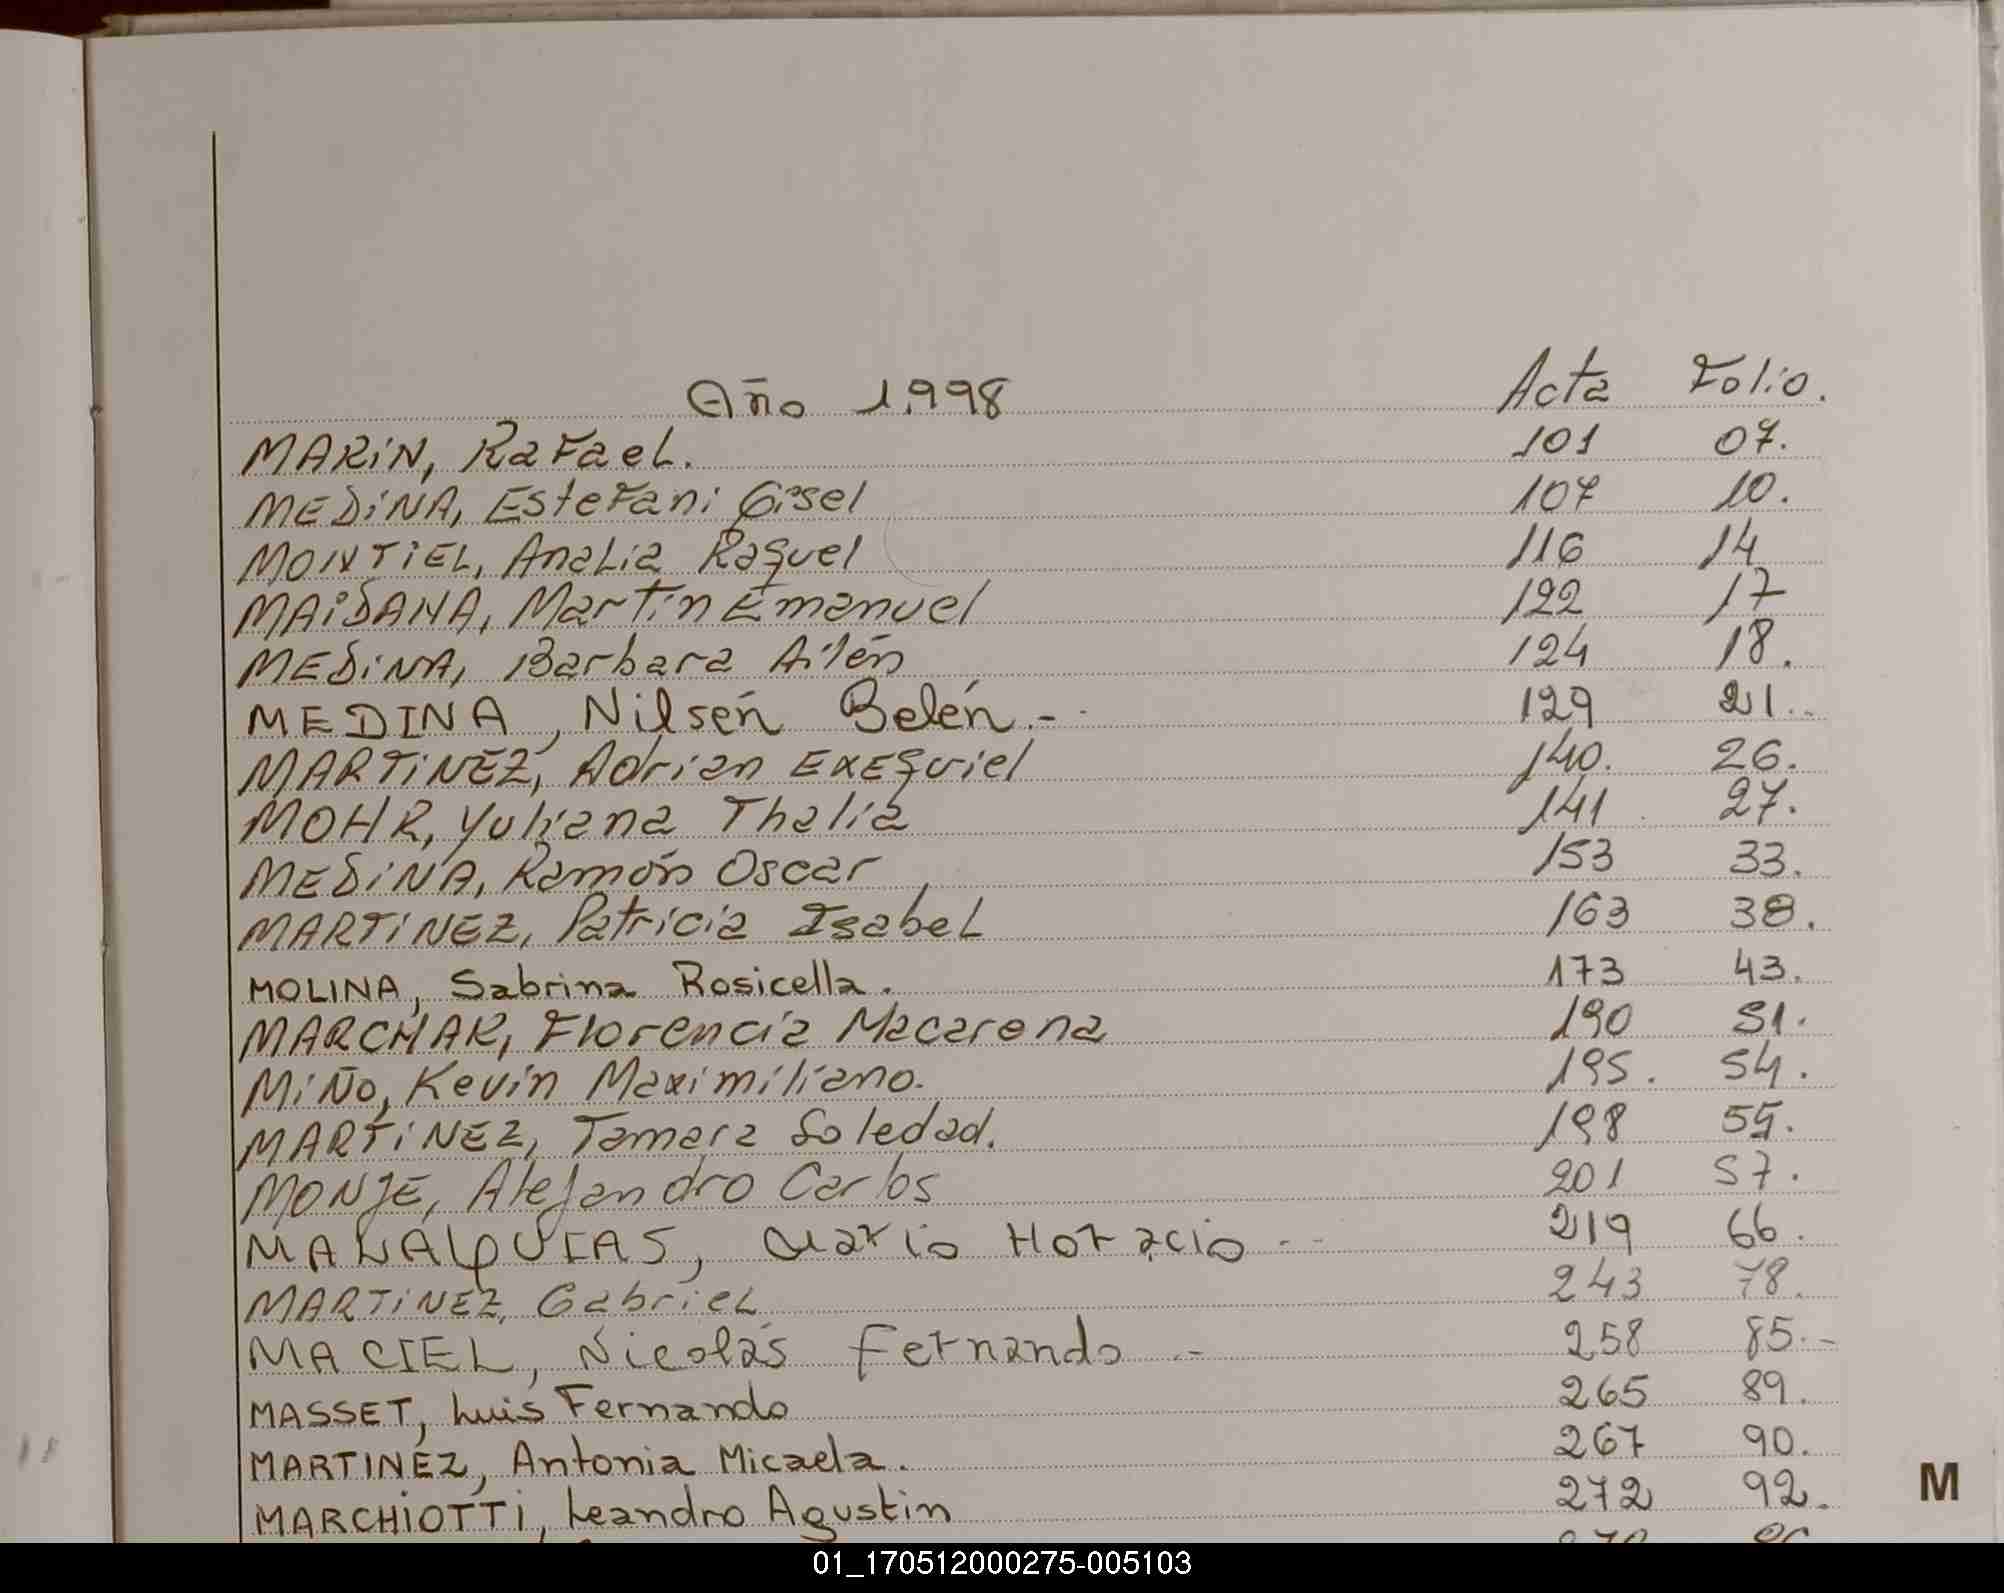 Año 1.998 Acta Folio.
MARiN, RaFaeL. 101 07.
MEDiNA, EsteFani Gisel 107 10.
MONTiEL, AnaLia Raquel 116 14
MAiDANA, Martín Emanuel 122 17
MEDiNA, Barbara Ailén 124 18.
MEDINA, Nilsén Belén.- 129 21..
MARTiNEZ, Adrian EXEquiel 140. 26.
MOHR, Yuliana Thalia 141 27.
MEDiNA, Ramón Oscar 153 33.
MARTiNEZ, Patricia IsabeL 163 38.
MOLINA, Sabrina Rosicella. 173 43.
MARCHAR, Florencia Macarena 190 51.
MiÑo, Kevin Maximiliano. 195. 54.
MARTiNEZ, Tamara Soledad. 198 55.
MONJE, Alejandro Carlos 201 57.
MANALQUIAS, Mario Horacio -- 219 66.
MARTiNEZ, GabrieL 243 78.
MACIEL, Nicolás Fernando -- 258 85.-
MASSET, Luis Fernando 265 89.
MARTINEZ, Antonia Micaela. 267 90.
MARCHiOTTi, Leandro Agustin 272 92.
M
01_170512000275-005103